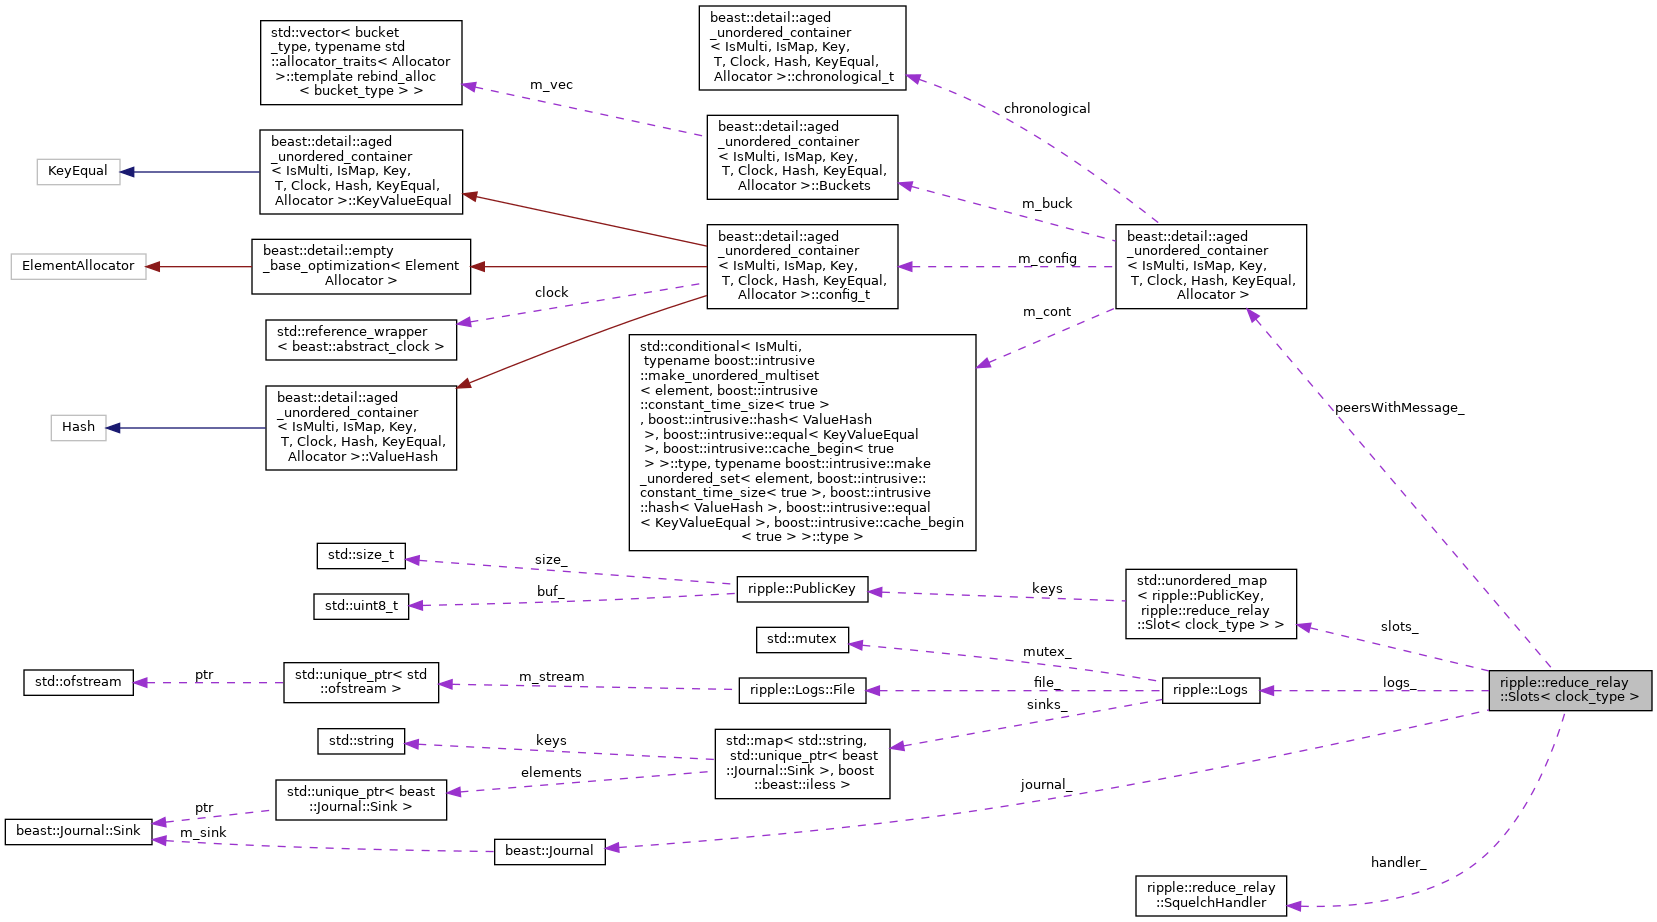 std::vector< bucket
_type, typename std
::allocator_traits< Allocator
>::template rebind_alloc
< bucket_type > >
beast::detail::aged
_unordered_container
< IsMulti, IsMap, Key,
T, Clock, Hash, KeyEqual,
Allocator >::chronological_t
m_vec
chronological
beast::detail::aged
_unordered_container
< IsMulti, IsMap, Key,
T, Clock, Hash, KeyEqual,
Allocator >::Buckets
KeyEqual
beast::detail::aged
_unordered_container
< IsMulti, IsMap, Key,
T, Clock, Hash, KeyEqual,
Allocator >::KeyValueEqual
m_buck
ElementAllocator
beast::detail::empty
_base_optimization< Element
Allocator >
beast::detail::aged
_unordered_container
< IsMulti, IsMap, Key,
T, Clock, Hash, KeyEqual,
Allocator >::config_t
m_config
beast::detail::aged
_unordered_container
< IsMulti, IsMap, Key,
T, Clock, Hash, KeyEqual,
Allocator >
clock
m_cont
std::reference_wrapper
< beast::abstract_clock >
std::conditional< IsMulti,
typename boost::intrusive
::make_unordered_multiset
< element, boost::intrusive
::constant_time_size< true >
, boost::intrusive::hash< ValueHash
>, boost::intrusive::equal< KeyValueEqual
>, boost::intrusive::cache_begin< true
> >::type, typename boost::intrusive::make
_unordered_set< element, boost::intrusive::
constant_time_size< true >, boost::intrusive
::hash< ValueHash >, boost::intrusive::equal
< KeyValueEqual >, boost::intrusive::cache_begin
< true > >::type >
peersWithMessage_
Hash
beast::detail::aged
_unordered_container
< IsMulti, IsMap, Key,
T, Clock, Hash, KeyEqual,
Allocator >::ValueHash
std::size_t
size_
std::uint8_t
buf_
ripple::PublicKey
keys
std::unordered_map
< ripple::PublicKey,
ripple::reduce_relay
::Slot< clock_type > >
slots_
std::mutex
mutex_
std::ofstream
ptr
std::unique_ptr< std
::ofstream >
m_stream
ripple::Logs::File
file_
sinks_
ripple::Logs
logs_
ripple::reduce_relay
::Slots< clock_type >
std::string
keys
elements
std::map< std::string,
std::unique_ptr< beast
::Journal::Sink >, boost
::beast::iless >
journal_
std::unique_ptr< beast
::Journal::Sink >
ptr
beast::Journal::Sink
m_sink
beast::Journal
handler_
ripple::reduce_relay
::SquelchHandler